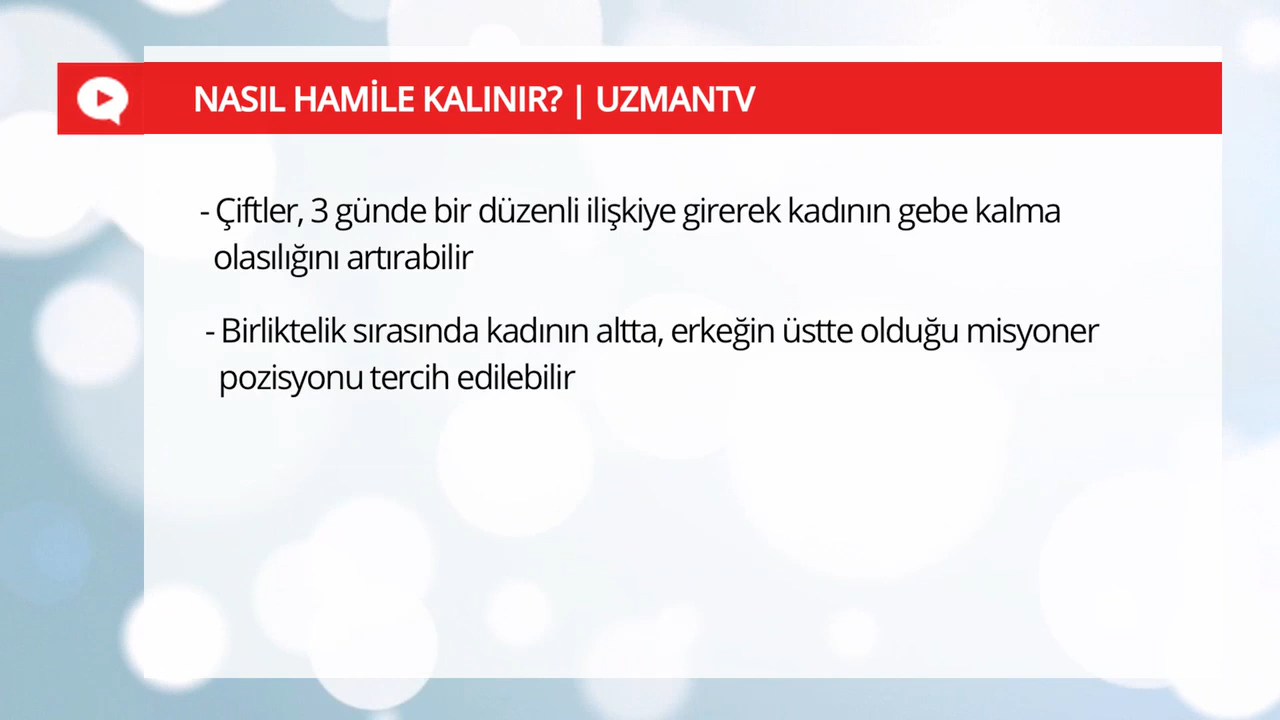 NASIL HAMİLE KALINIR? | UZMANTV
- Çiftler, 3 günde bir düzenli ilişkiye girerek kadının gebe kalma
olasılığını artırabilir
- Birliktelik sırasında kadının altta, erkeğin üstte olduğu misyoner
pozisyonu tercih edilebilir